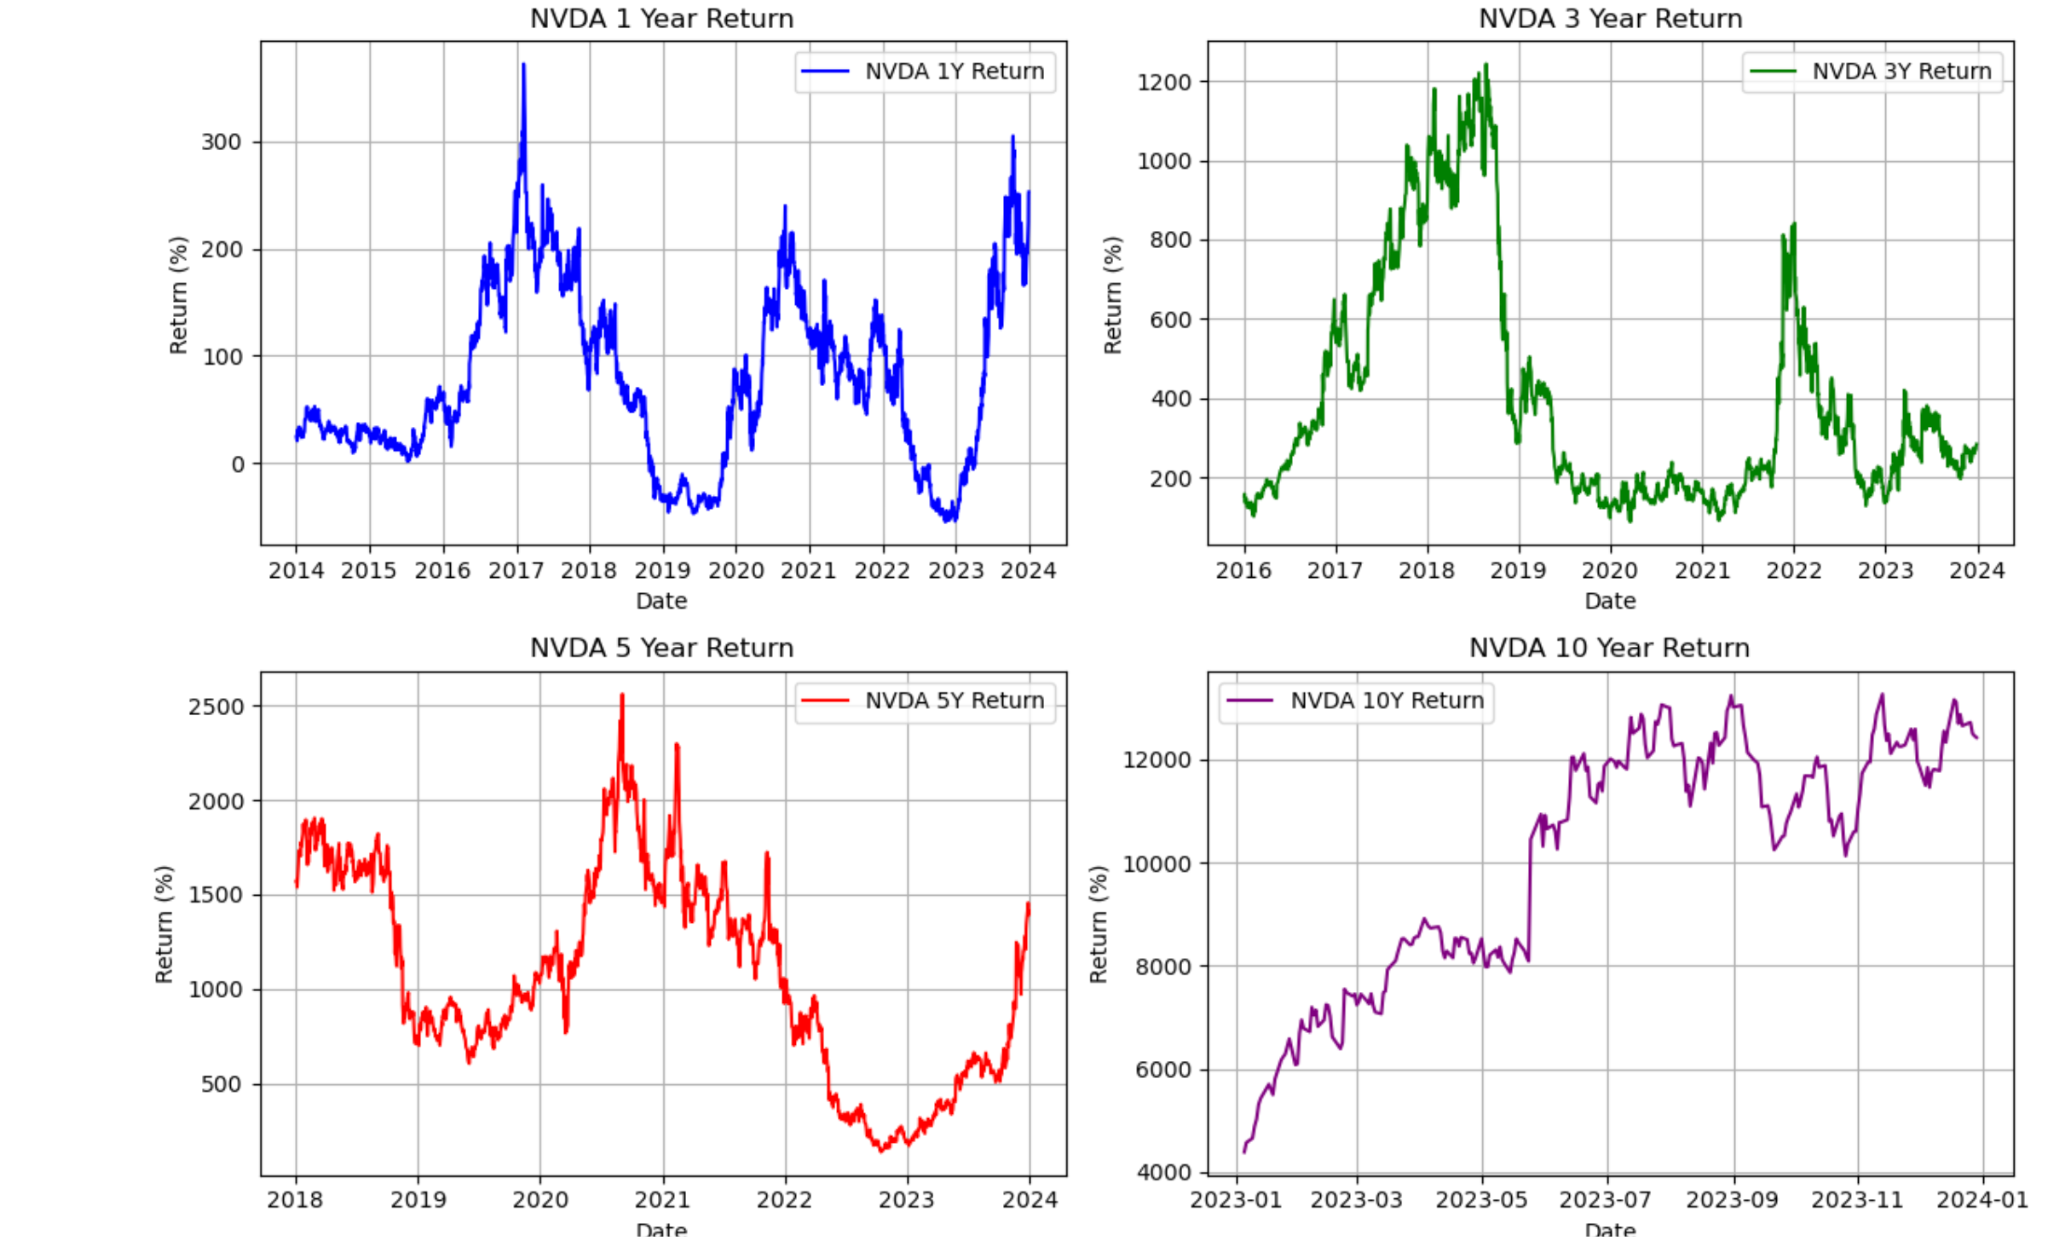 NVDA 1 Year Return
NVDA 1Y Return
300
200
100
0
Return (%)
2014 2015 2016 2017 2018 2019 2020 2021 2022 2023 2024
Date
NVDA 3 Year Return
NVDA 3Y Return
1200
1000
800
600
400
200
Return (%)
2016 2017 2018 2019 2020 2021 2022 2023 2024
Date
NVDA 5 Year Return
NVDA 5Y Return
2500
2000
1500
1000
500
Return (%)
2018 2019 2020 2021 2022 2023 2024
Date
NVDA 10 Year Return
NVDA 10Y Return
12000
10000
8000
6000
4000
Return (%)
2023-01 2023-03 2023-05 2023-07 2023-09 2023-11 2024-01
Date